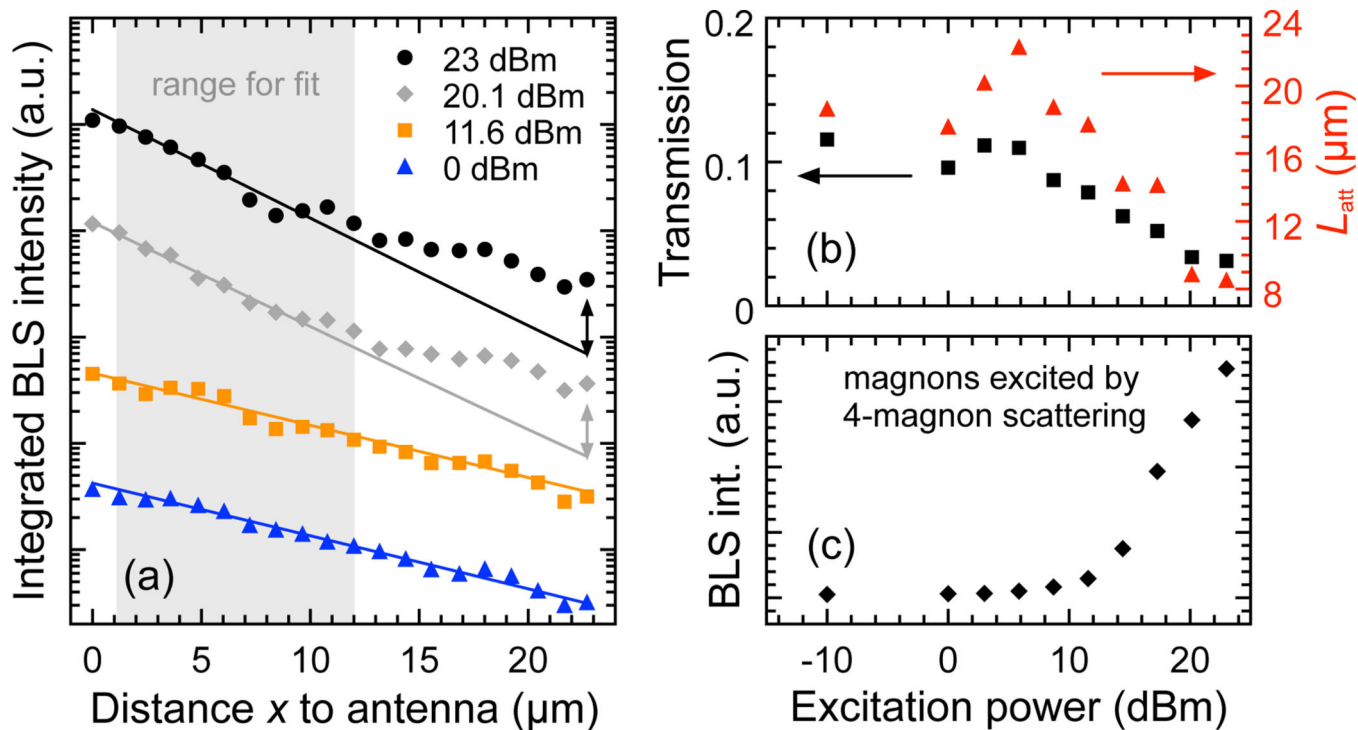 Integrated BLS intensity (a.u.)
range for fit
23 dBm
20.1 dBm
11.6 dBm
0 dBm
(a)
0 5 10 15 20
Distance x to antenna (μm)
Transmission
0.2
0.1
0
(b)
24
20
16
12
8
Latt (μm)
BLS int. (a.u.)
magnons excited by
4-magnon scattering
(c)
-10 0 10 20
Excitation power (dBm)